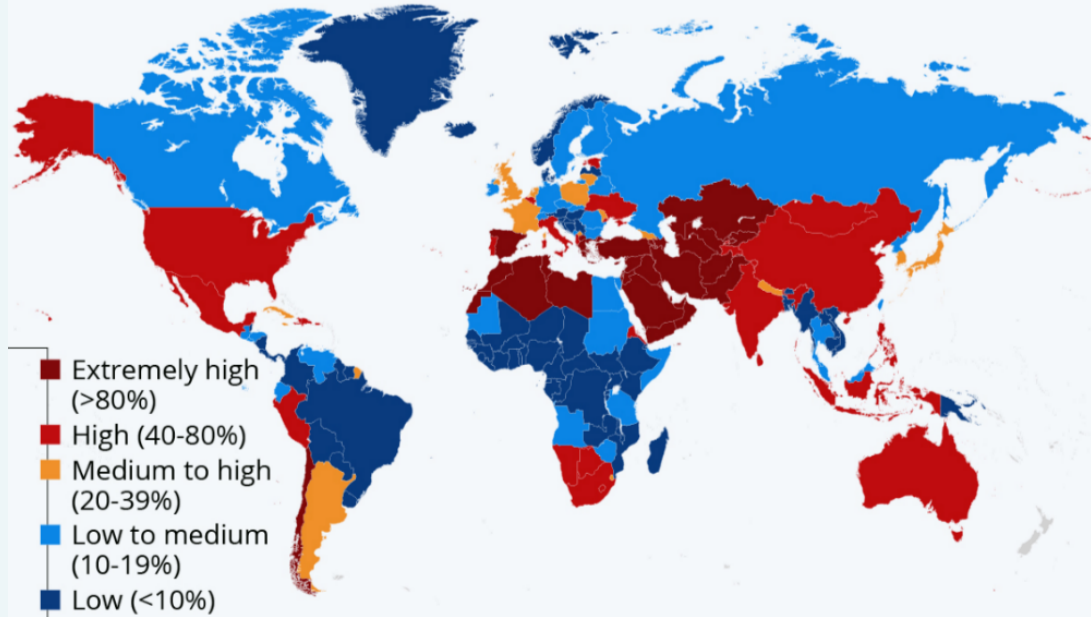 Extremely high
(>80%)
High (40-80%)
Medium to high
(20-39%)
Low to medium
(10-19%)
Low (<10%)